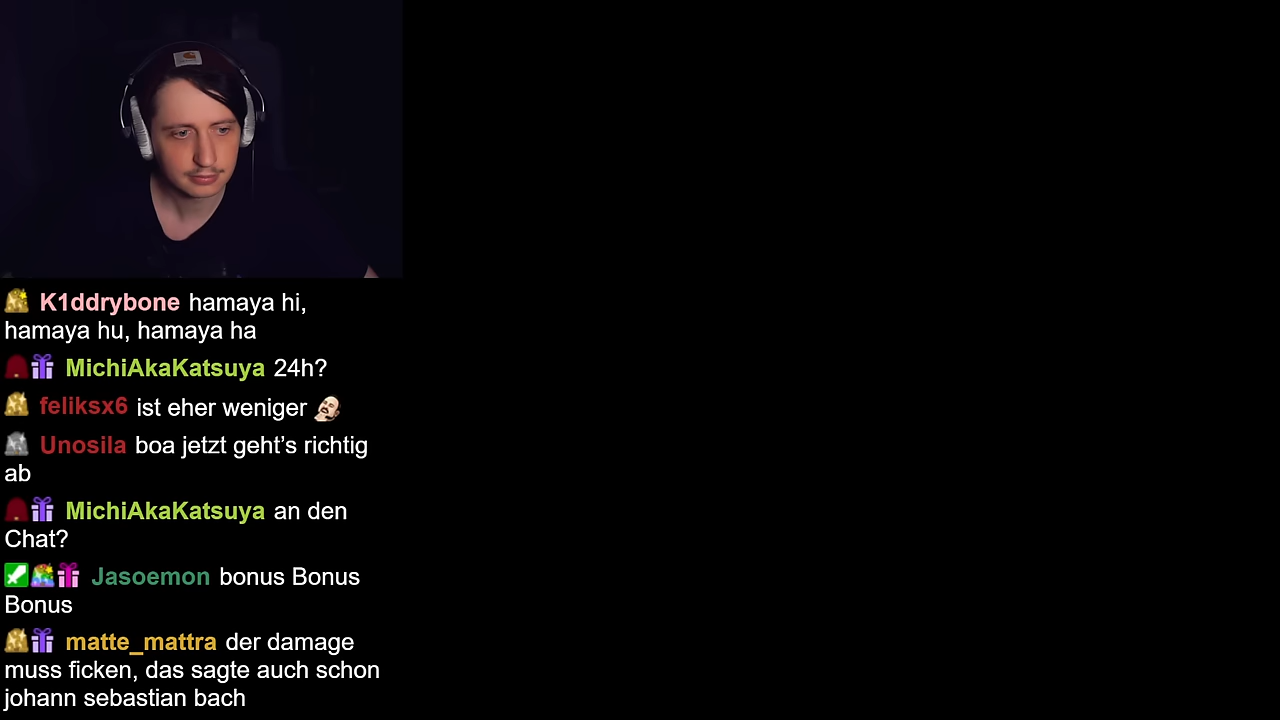 K1ddrybone hamaya hi,
hamaya hu, hamaya ha
MichiAkaKatsuya 24h?
feliksx6 ist eher weniger
Unosila boa jetzt geht’s richtig
ab
MichiAkaKatsuya an den
Chat?
Jasoemon bonus Bonus
Bonus
matte_mattra der damage
muss ficken, das sagte auch schon
johann sebastian bach